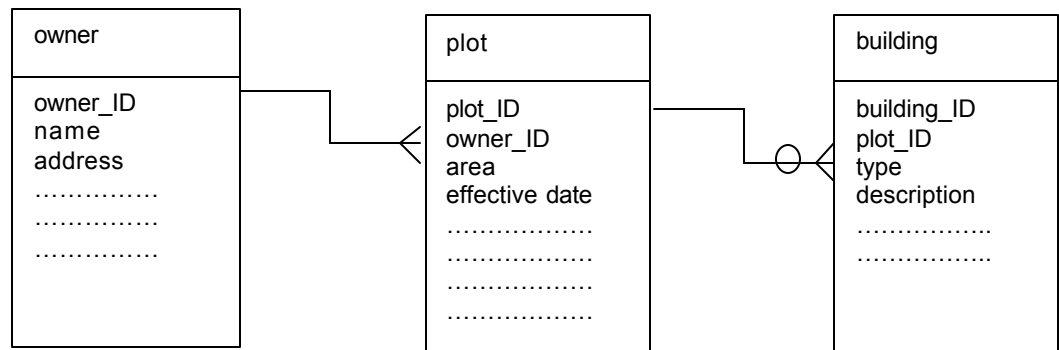 owner
owner_ID
name
address
……………
……………
……………
plot
plot_ID
owner_ID
area
effective date
………………
………………
………………
………………
building
building_ID
plot_ID
type
description
……………..
……………..